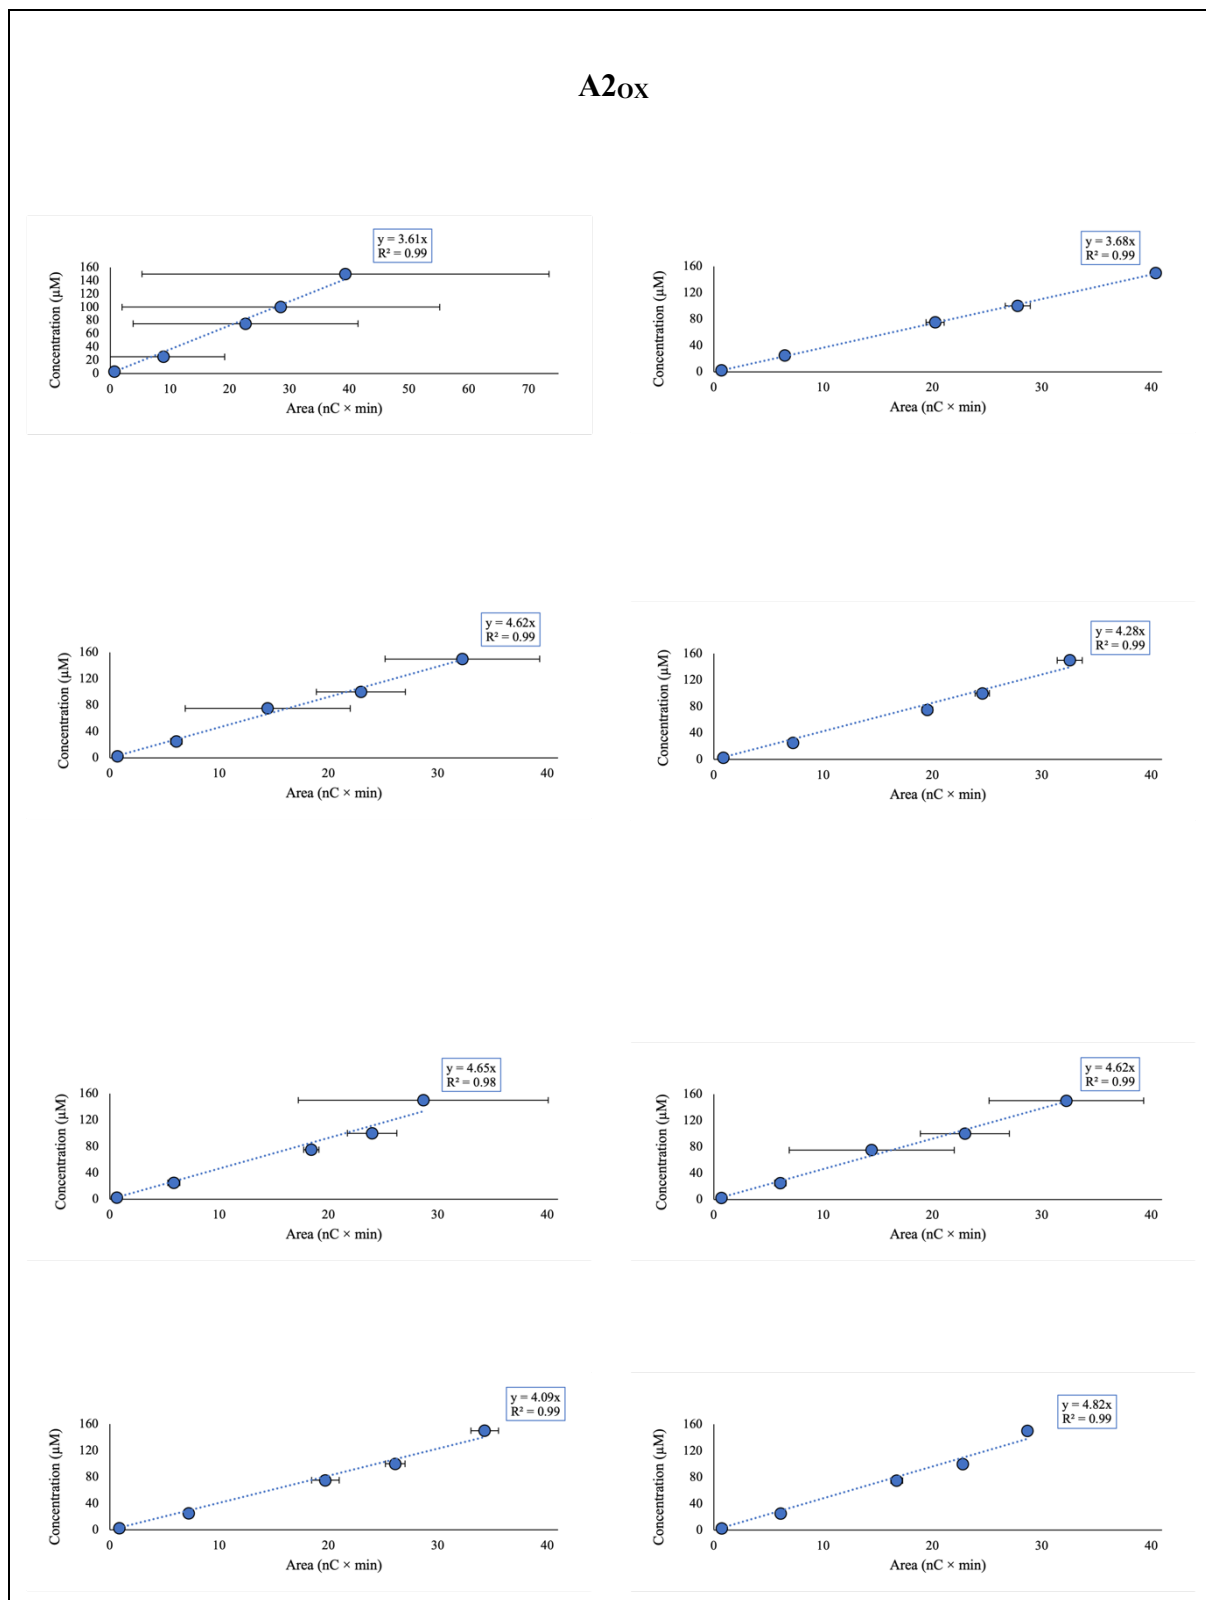 A2OX
y = 3.61x
R² = 0.99
Concentration (µM)
160
140
120
100
80
60
40
20
0
0 10 20 30 40 50 60 70
Area (nC × min)
y = 3.68x
R² = 0.99
Concentration (µM)
160
120
80
40
0
0 10 20 30 40
Area (nC × min)
y = 4.62x
R² = 0.99
Concentration (µM)
160
120
80
40
0
0 10 20 30 40
Area (nC × min)
y = 4.28x
R² = 0.99
Concentration (µM)
160
120
80
40
0
0 10 20 30 40
Area (nC × min)
y = 4.65x
R² = 0.98
Concentration (µM)
160
120
80
40
0
0 10 20 30 40
Area (nC × min)
y = 4.62x
R² = 0.99
Concentration (µM)
160
120
80
40
0
0 10 20 30 40
Area (nC × min)
y = 4.09x
R² = 0.99
Concentration (µM)
160
120
80
40
0
0 10 20 30 40
Area (nC × min)
y = 4.82x
R² = 0.99
Concentration (µM)
160
120
80
40
0
0 10 20 30 40
Area (nC × min)